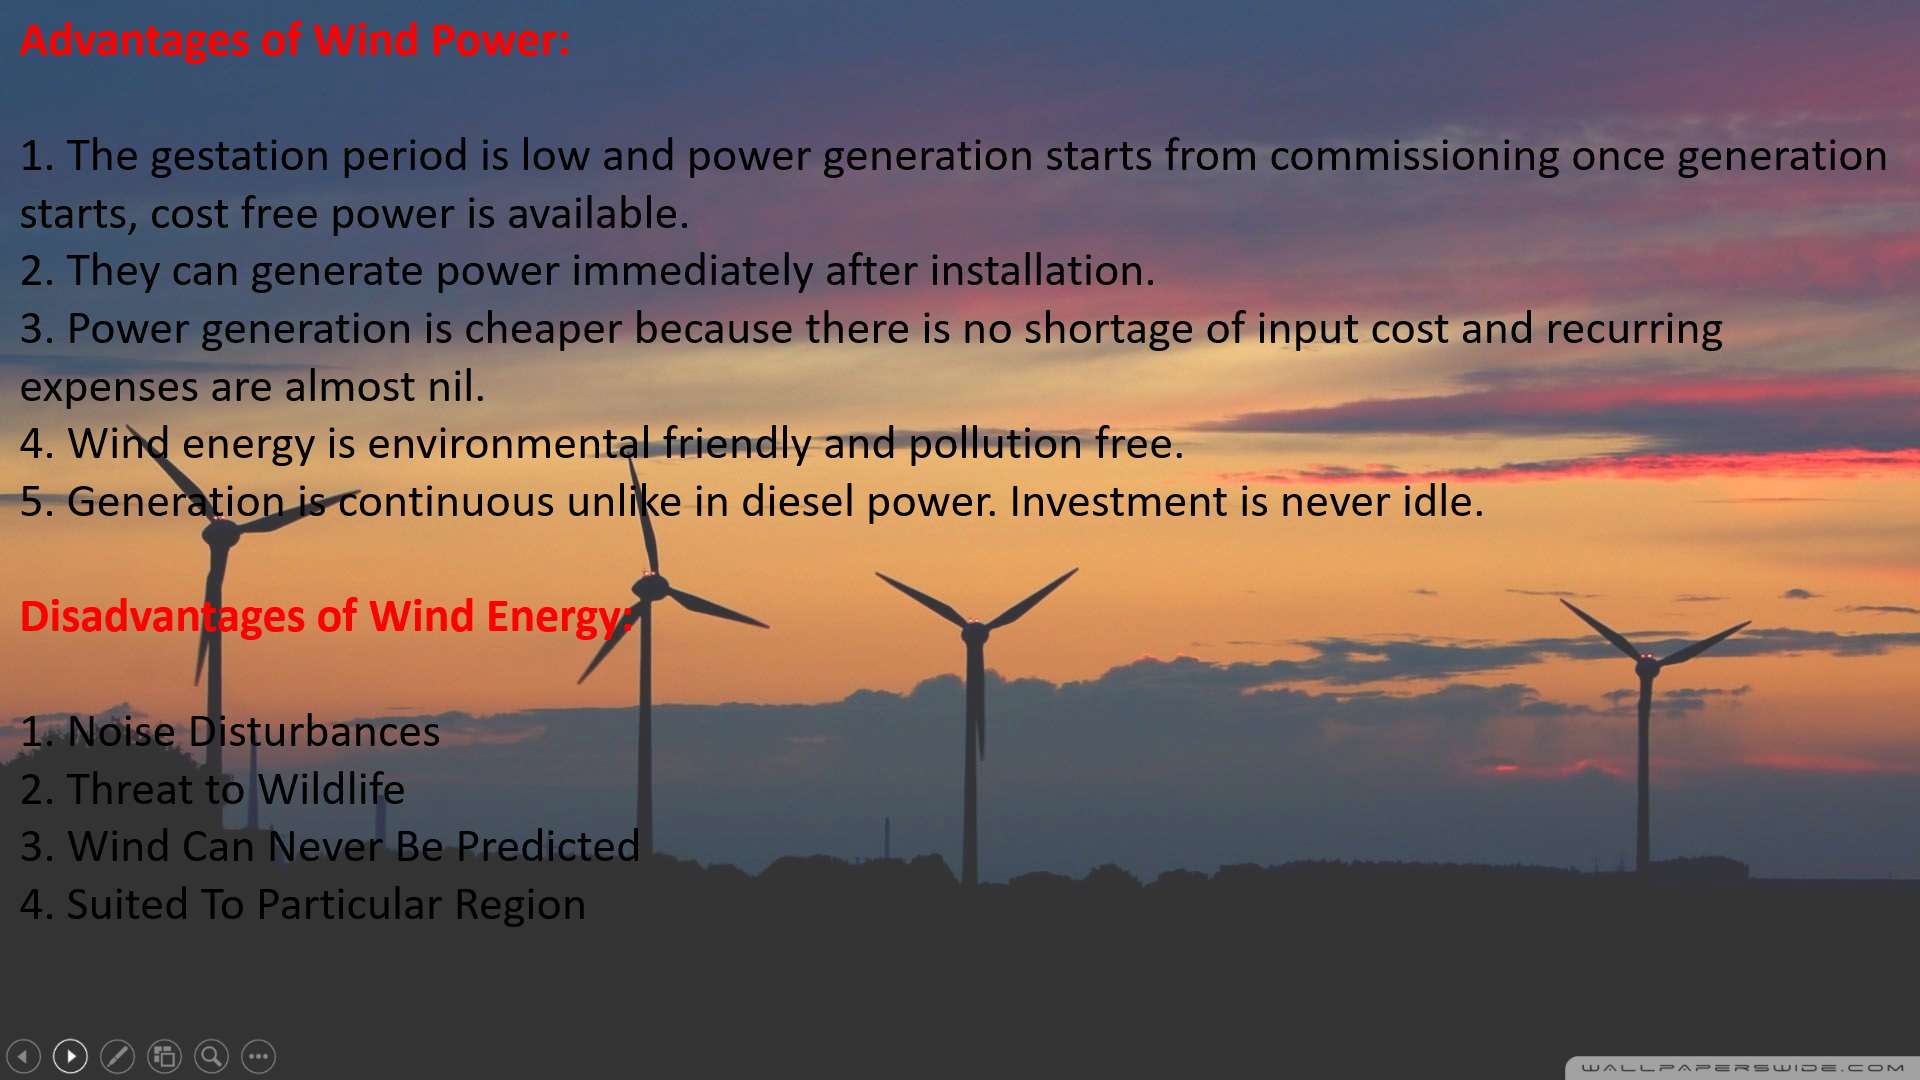 Advantages of Wind Power:
1. The gestation period is low and power generation starts from commissioning once generation
starts, cost free power is available.
2. They can generate power immediately after installation.
3. Power generation is cheaper because there is no shortage of input cost and recurring
expenses are almost nil.
4. Wind energy is environmental friendly and pollution free.
5. Generation is continuous unlike in diesel power. Investment is never idle.
Disadvantages of Wind Energy:
1. Noise Disturbances
2. Threat to Wildlife
3. Wind Can Never Be Predicted
4. Suited To Particular Region
WALLPAPERSWIDE.COM